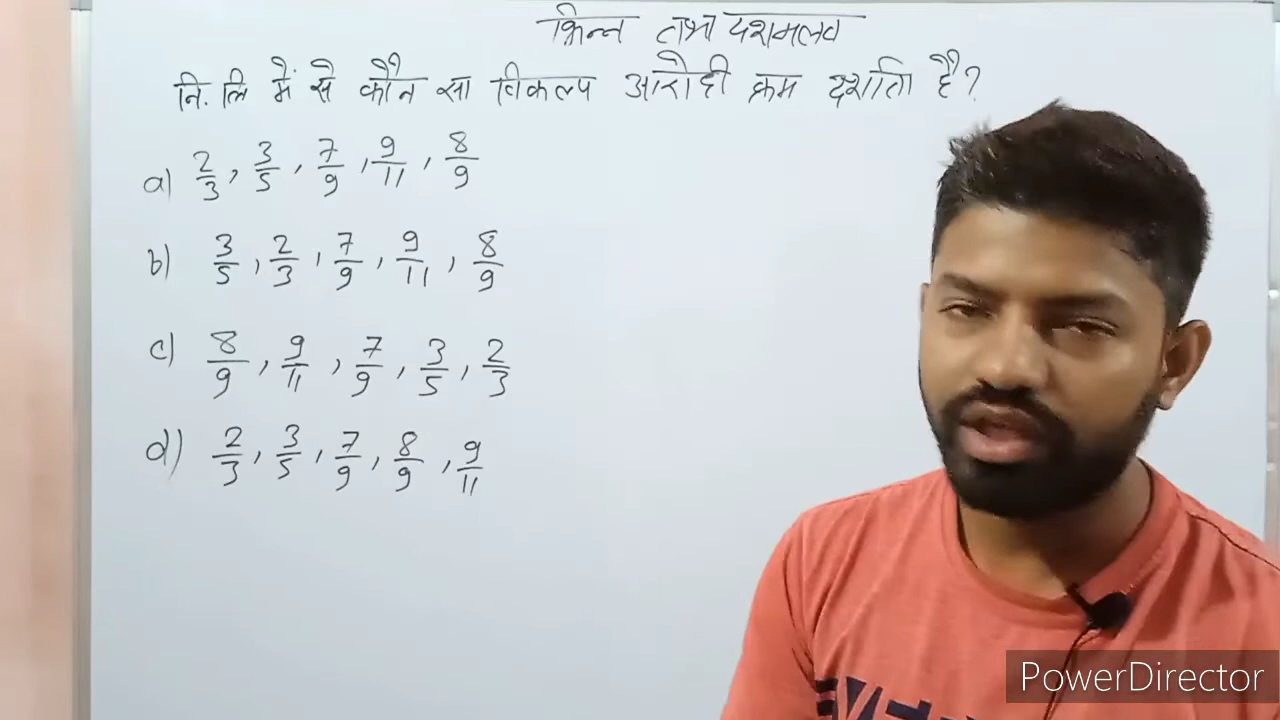 भिन्न तथा दशमलव
नि.लि में से कौन सा विकल्प आरोही क्रम दर्शाता है?
a) 2/3, 3/5, 7/9, 9/11, 8/9
b) 3/5, 2/3, 7/9, 9/11, 8/9
c) 8/9, 9/11, 7/9, 3/5, 2/3
d) 2/3, 3/5, 7/9, 8/9, 9/11
PowerDirector